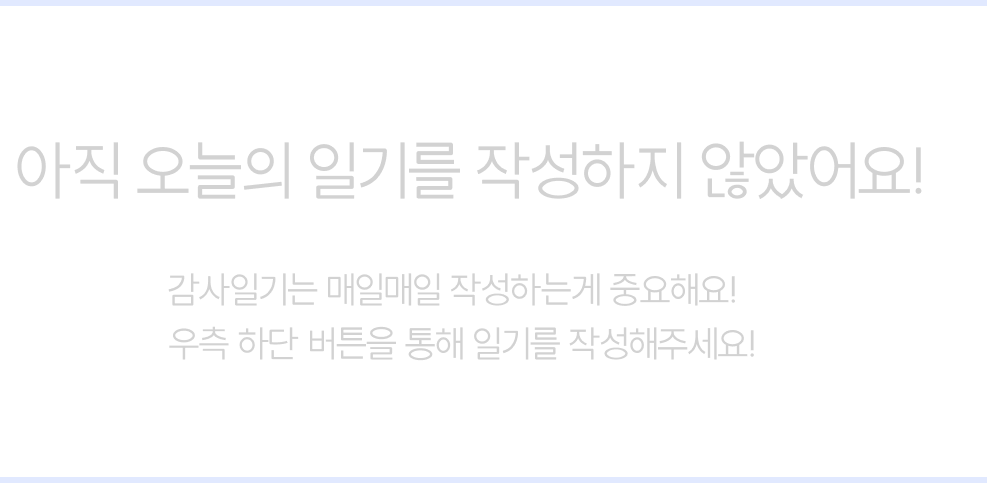 아직 오늘의 일기를 작성하지 않았어요!
감사일기는 매일매일 작성하는게 중요해요!
우측 하단 버튼을 통해 일기를 작성해주세요!